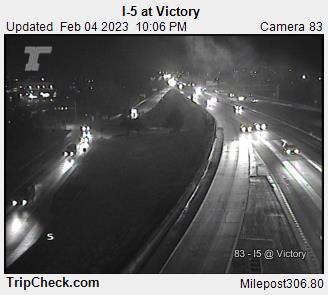 I-5 at Victory
Updated Feb 04 2023 10:06 PM Camera 83
T
S
83 - I5 @ Victory
TripCheck.com Milepost306.80